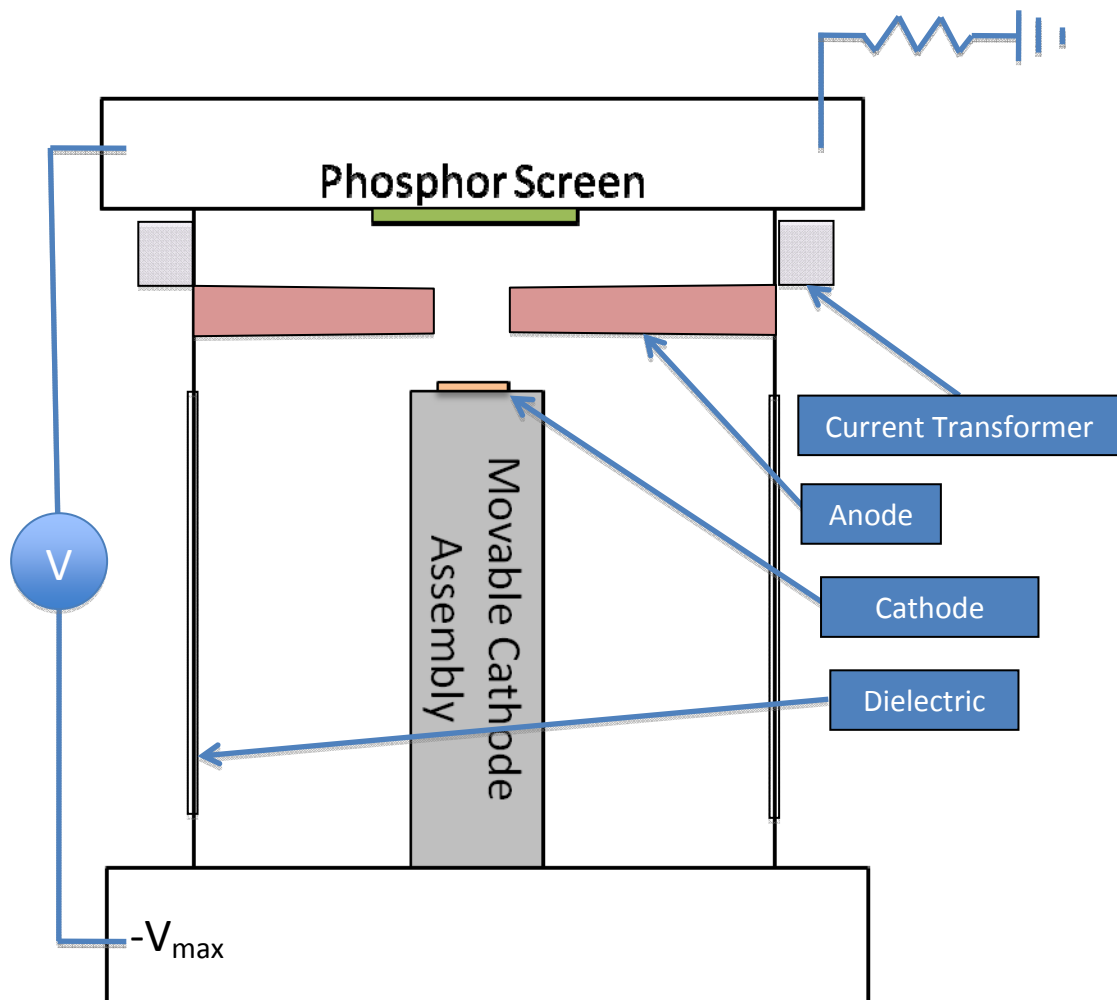 Phosphor Screen
Current Transformer
Anode
V
Movable Cathode
Assembly
Cathode
Dielectric
-Vmax